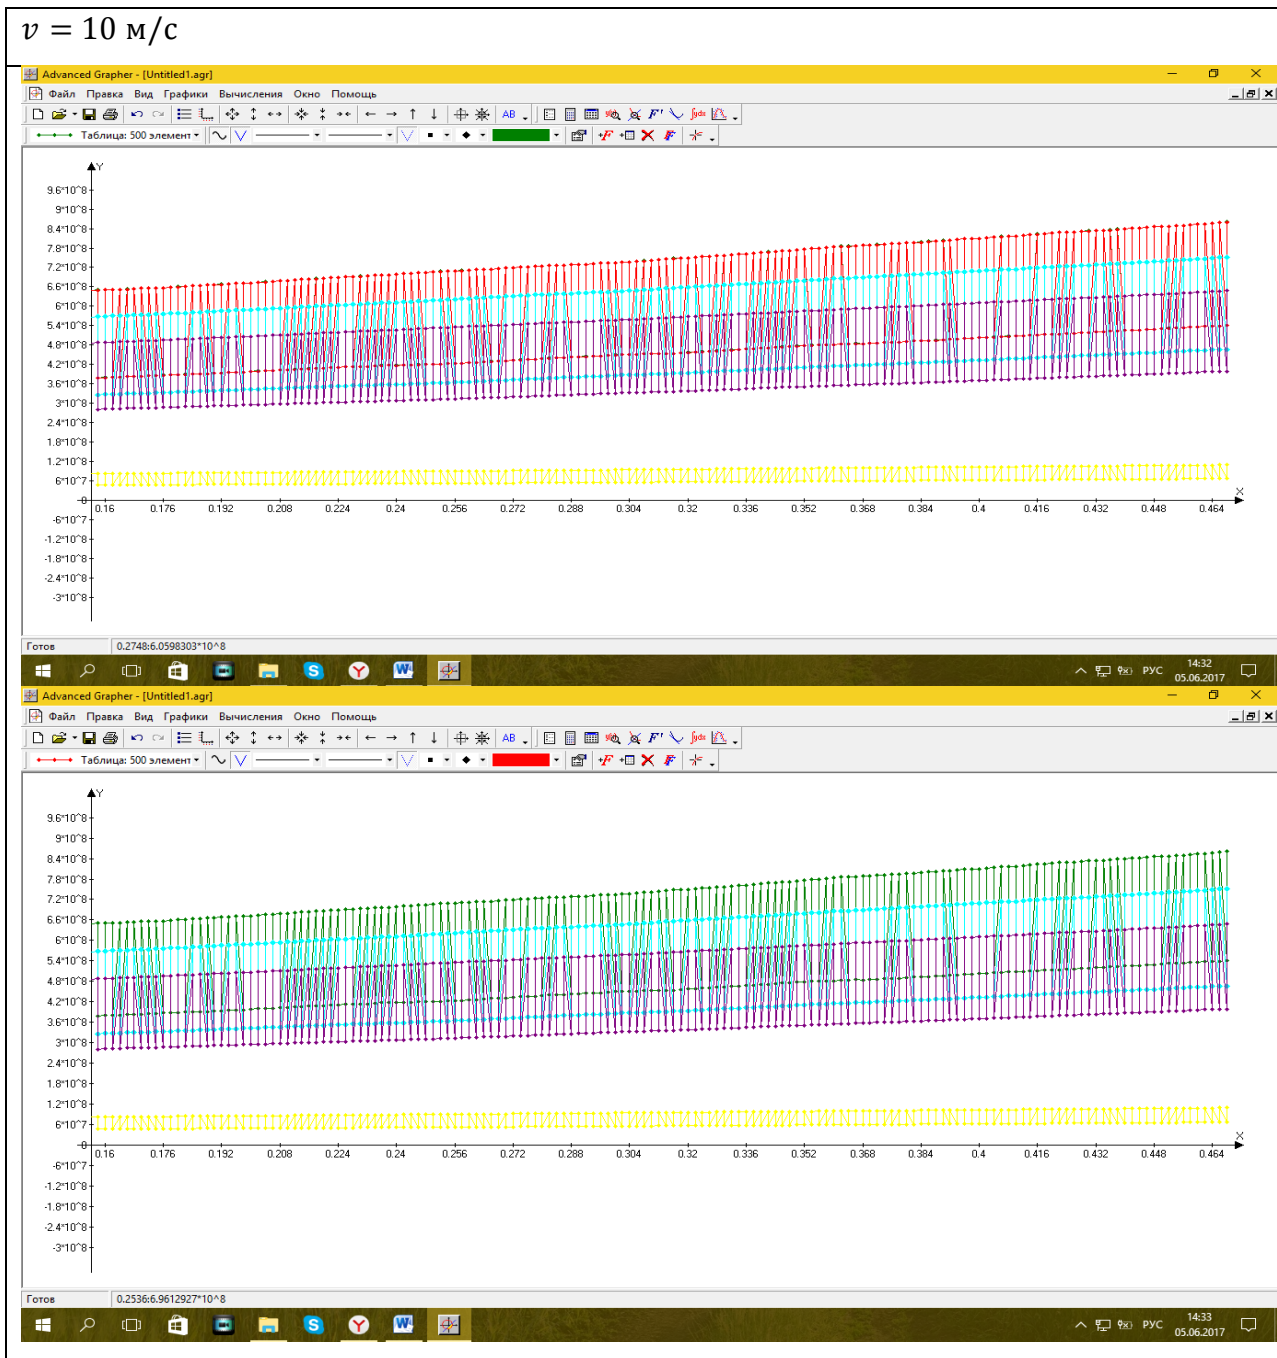 v = 10 м/с
Advanced Grapher - [Untitled1.agr]
Файл Правка Вид Графики Вычисления Окно Помощь
AB
F'
∫ydx
Таблица: 500 элемент
+F
F
Y
9.6*10^8
9*10^8
8.4*10^8
7.8*10^8
7.2*10^8
6.6*10^8
6*10^8
5.4*10^8
4.8*10^8
4.2*10^8
3.6*10^8
3*10^8
2.4*10^8
1.8*10^8
1.2*10^8
6*10^7
0
-6*10^7
-1.2*10^8
-1.8*10^8
-2.4*10^8
-3*10^8
X
0.16 0.176 0.192 0.208 0.224 0.24 0.256 0.272 0.288 0.304 0.32 0.336 0.352 0.368 0.384 0.4 0.416 0.432 0.448 0.464
Готов 0.2748:6.0598303*10^8
РУС 14:32
05.06.2017
Advanced Grapher - [Untitled1.agr]
Файл Правка Вид Графики Вычисления Окно Помощь
AB
F'
∫ydx
Таблица: 500 элемент
+F
F
Y
9.6*10^8
9*10^8
8.4*10^8
7.8*10^8
7.2*10^8
6.6*10^8
6*10^8
5.4*10^8
4.8*10^8
4.2*10^8
3.6*10^8
3*10^8
2.4*10^8
1.8*10^8
1.2*10^8
6*10^7
0
-6*10^7
-1.2*10^8
-1.8*10^8
-2.4*10^8
-3*10^8
X
0.16 0.176 0.192 0.208 0.224 0.24 0.256 0.272 0.288 0.304 0.32 0.336 0.352 0.368 0.384 0.4 0.416 0.432 0.448 0.464
Готов 0.2536:6.9612927*10^8
РУС 14:33
05.06.2017